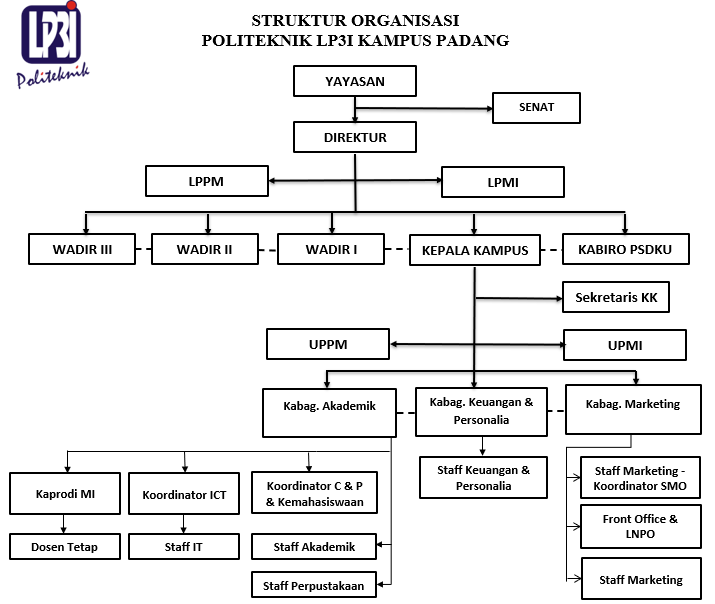 STRUKTUR ORGANISASI
POLITEKNIK LP3I KAMPUS PADANG
LP3I
Politeknik
YAYASAN
SENAT
DIREKTUR
LPPM
LPMI
WADIR III
WADIR II
WADIR I
KEPALA KAMPUS
KABIRO PSDKU
Sekretaris KK
UPPM
UPMI
Kabag. Akademik
Kabag. Keuangan &
Personalia
Kabag. Marketing
Kaprodi MI
Koordinator ICT
Koordinator C & P
& Kemahasiswaan
Staff Keuangan &
Personalia
Staff Marketing -
Koordinator SMO
Dosen Tetap
Staff IT
Staff Akademik
Front Office &
LNPO
Staff Perpustakaan
Staff Marketing